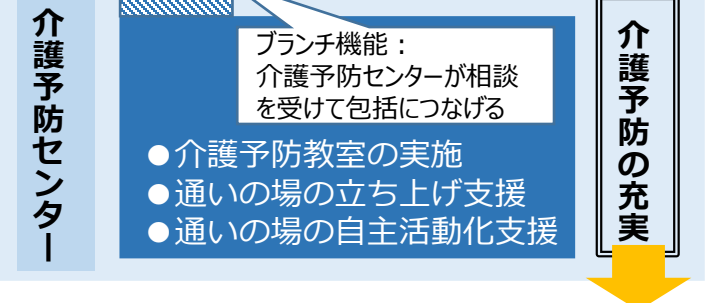 介護予防センター
ブランチ機能：
介護予防センターが相談
を受けて包括につなげる
●介護予防教室の実施
●通いの場の立ち上げ支援
●通いの場の自主活動化支援
介護予防の充実